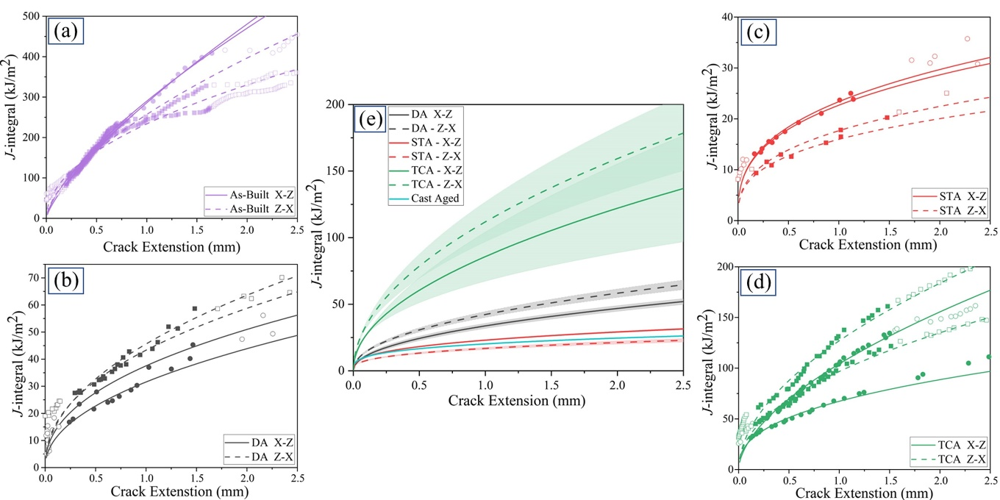 (a)
500
400
300
200
100
0
J-integral (kJ/m2)
As-Built X-Z
As-Built Z-X
0.0 0.5 1.0 1.5 2.0 2.5
Crack Extenstion (mm)
(b)
70
60
50
40
30
20
10
0
J-integral (kJ/m2)
DA X-Z
DA Z-X
0.0 0.5 1.0 1.5 2.0 2.5
Crack Extenstion (mm)
(e)
200
150
100
50
0
J-integral (kJ/m2)
DA X-Z
DA - Z-X
STA - X-Z
STA - Z-X
TCA - X-Z
TCA - Z-X
Cast Aged
0.0 0.5 1.0 1.5 2.0 2.5
Crack Extension (mm)
(c)
40
30
20
10
0
J-integral (kJ/m2)
STA X-Z
STA Z-X
0.0 0.5 1.0 1.5 2.0 2.5
Crack Extenstion (mm)
(d)
200
150
100
50
0
J-integral (kJ/m2)
TCA X-Z
TCA Z-X
0.0 0.5 1.0 1.5 2.0 2.5
Crack Extenstion (mm)